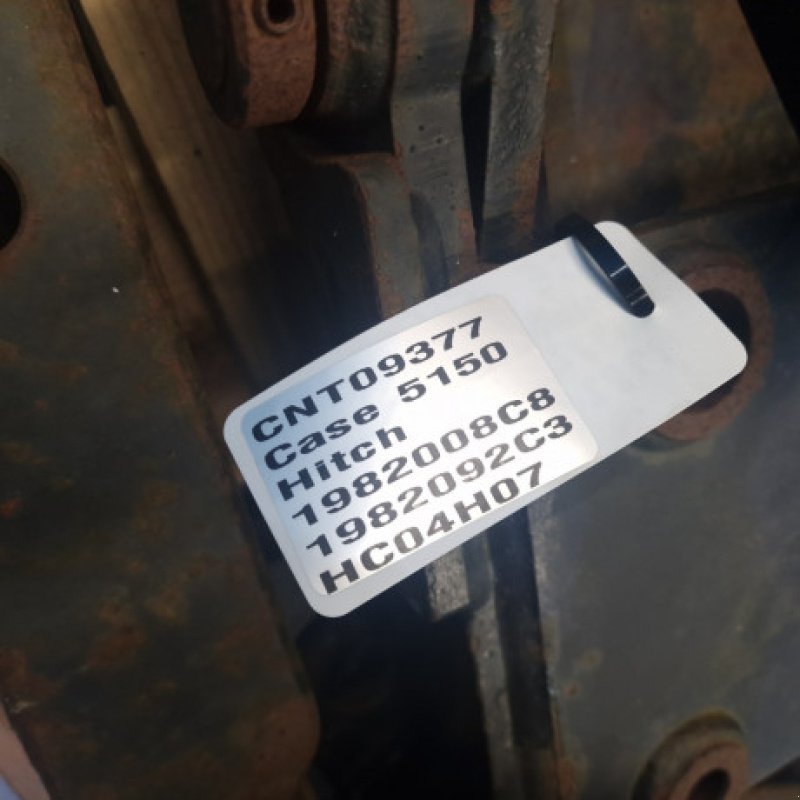 CNT09377
Case 5150
Hitch
1982008C8
1982092C3
HC04H07